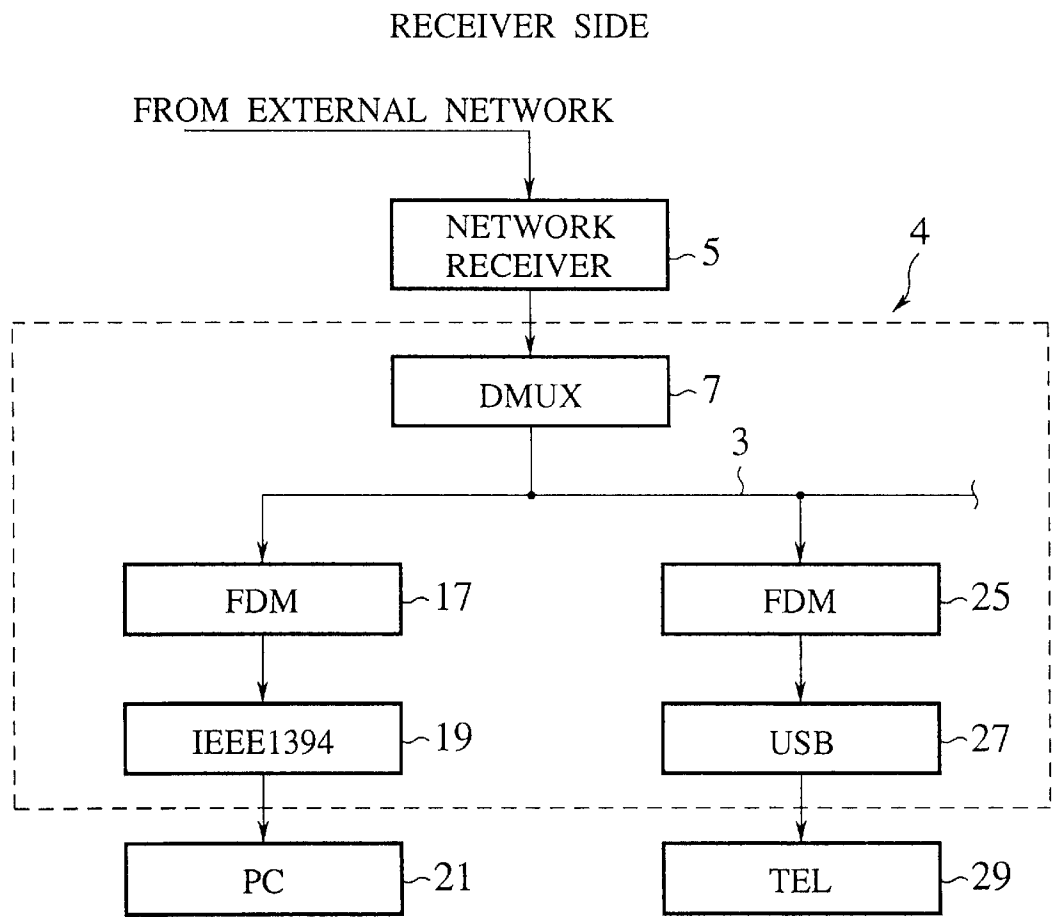 RECEIVER SIDE
FROM EXTERNAL NETWORK
NETWORK
RECEIVER
5
4
DMUX
7
3
FDM
17
FDM
25
IEEE1394
19
USB
27
PC
21
TEL
29